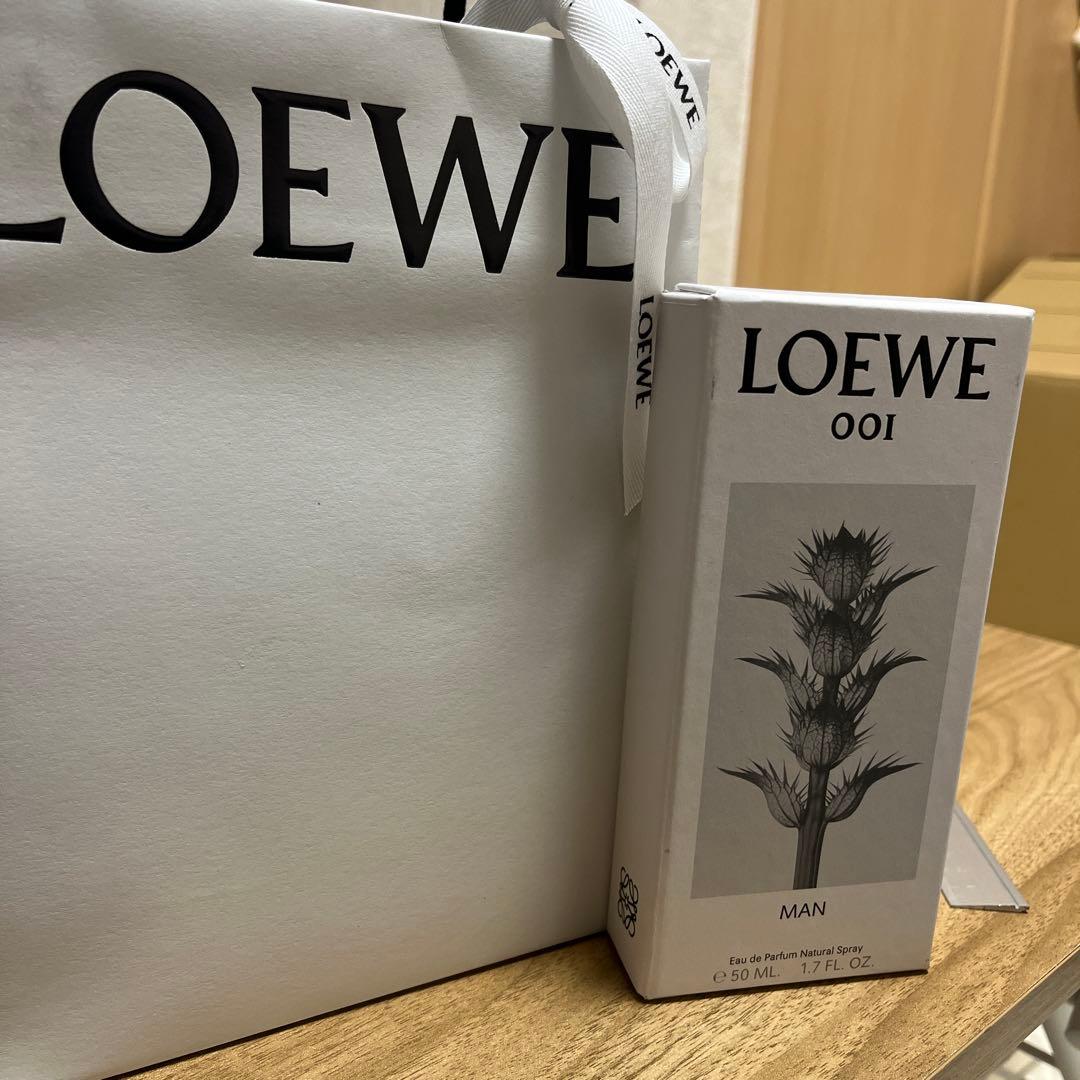 LOEWE
LOEWE
LOEWE
LOEWE
001
MAN
Eau de Parfum Natural Spray
℮ 50 ML. 1.7 FL. OZ.